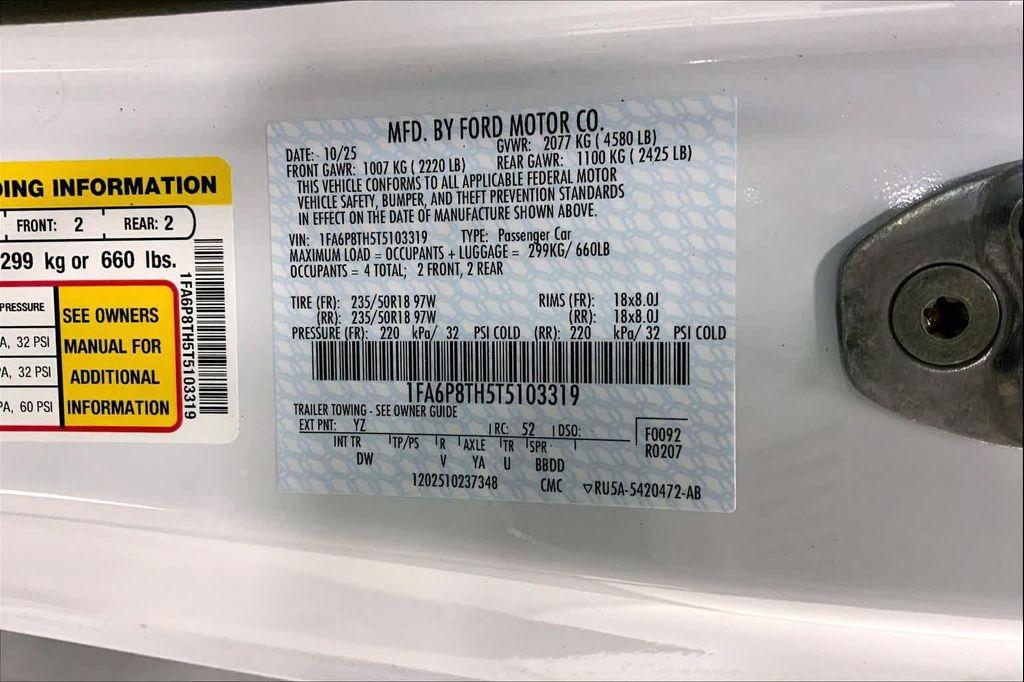 DING INFORMATION
FRONT: 2 REAR: 2
299 kg or 660 lbs.
PRESSURE
A, 32 PSI
PA, 32 PSI
PA, 60 PSI
SEE OWNERS
MANUAL FOR
ADDITIONAL
INFORMATION
1FA6P8TH5T5103319
MFD. BY FORD MOTOR CO.
DATE: 10/25 GVWR: 2077 KG ( 4580 LB)
FRONT GAWR: 1007 KG ( 2220 LB) REAR GAWR: 1100 KG ( 2425 LB)
THIS VEHICLE CONFORMS TO ALL APPLICABLE FEDERAL MOTOR
VEHICLE SAFETY, BUMPER, AND THEFT PREVENTION STANDARDS
IN EFFECT ON THE DATE OF MANUFACTURE SHOWN ABOVE.
VIN: 1FA6P8TH5T5103319 TYPE: Passenger Car
MAXIMUM LOAD = OCCUPANTS + LUGGAGE = 299KG/ 660LB
OCCUPANTS = 4 TOTAL; 2 FRONT, 2 REAR
TIRE (FR): 235/50R18 97W RIMS (FR): 18x8.0J
(RR): 235/50R18 97W (RR): 18x8.0J
PRESSURE (FR): 220 kPa/ 32 PSI COLD (RR): 220 kPa/ 32 PSI COLD
1FA6P8TH5T5103319
TRAILER TOWING - SEE OWNER GUIDE
EXT PNT: YZ RC: 52 DSO: F0092
INT TR TP/PS R AXLE TR SPR R0207
DW V YA U BBDD
1202510237348 CMC ▽RU5A-5420472-AB